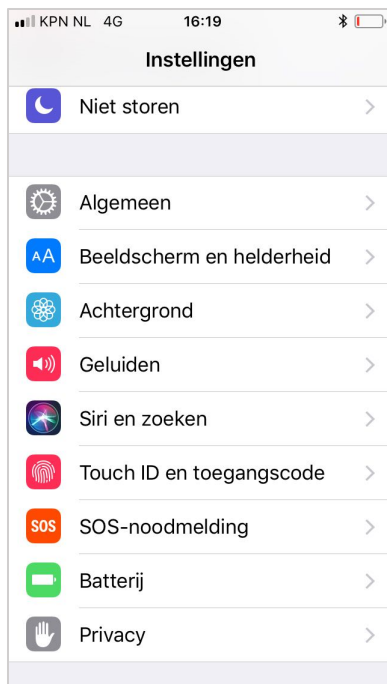 KPN NL 4G 16:19
Instellingen
Niet storen
Algemeen
AA Beeldscherm en helderheid
Achtergrond
Geluiden
Siri en zoeken
Touch ID en toegangscode
SOS SOS-noodmelding
Batterij
Privacy